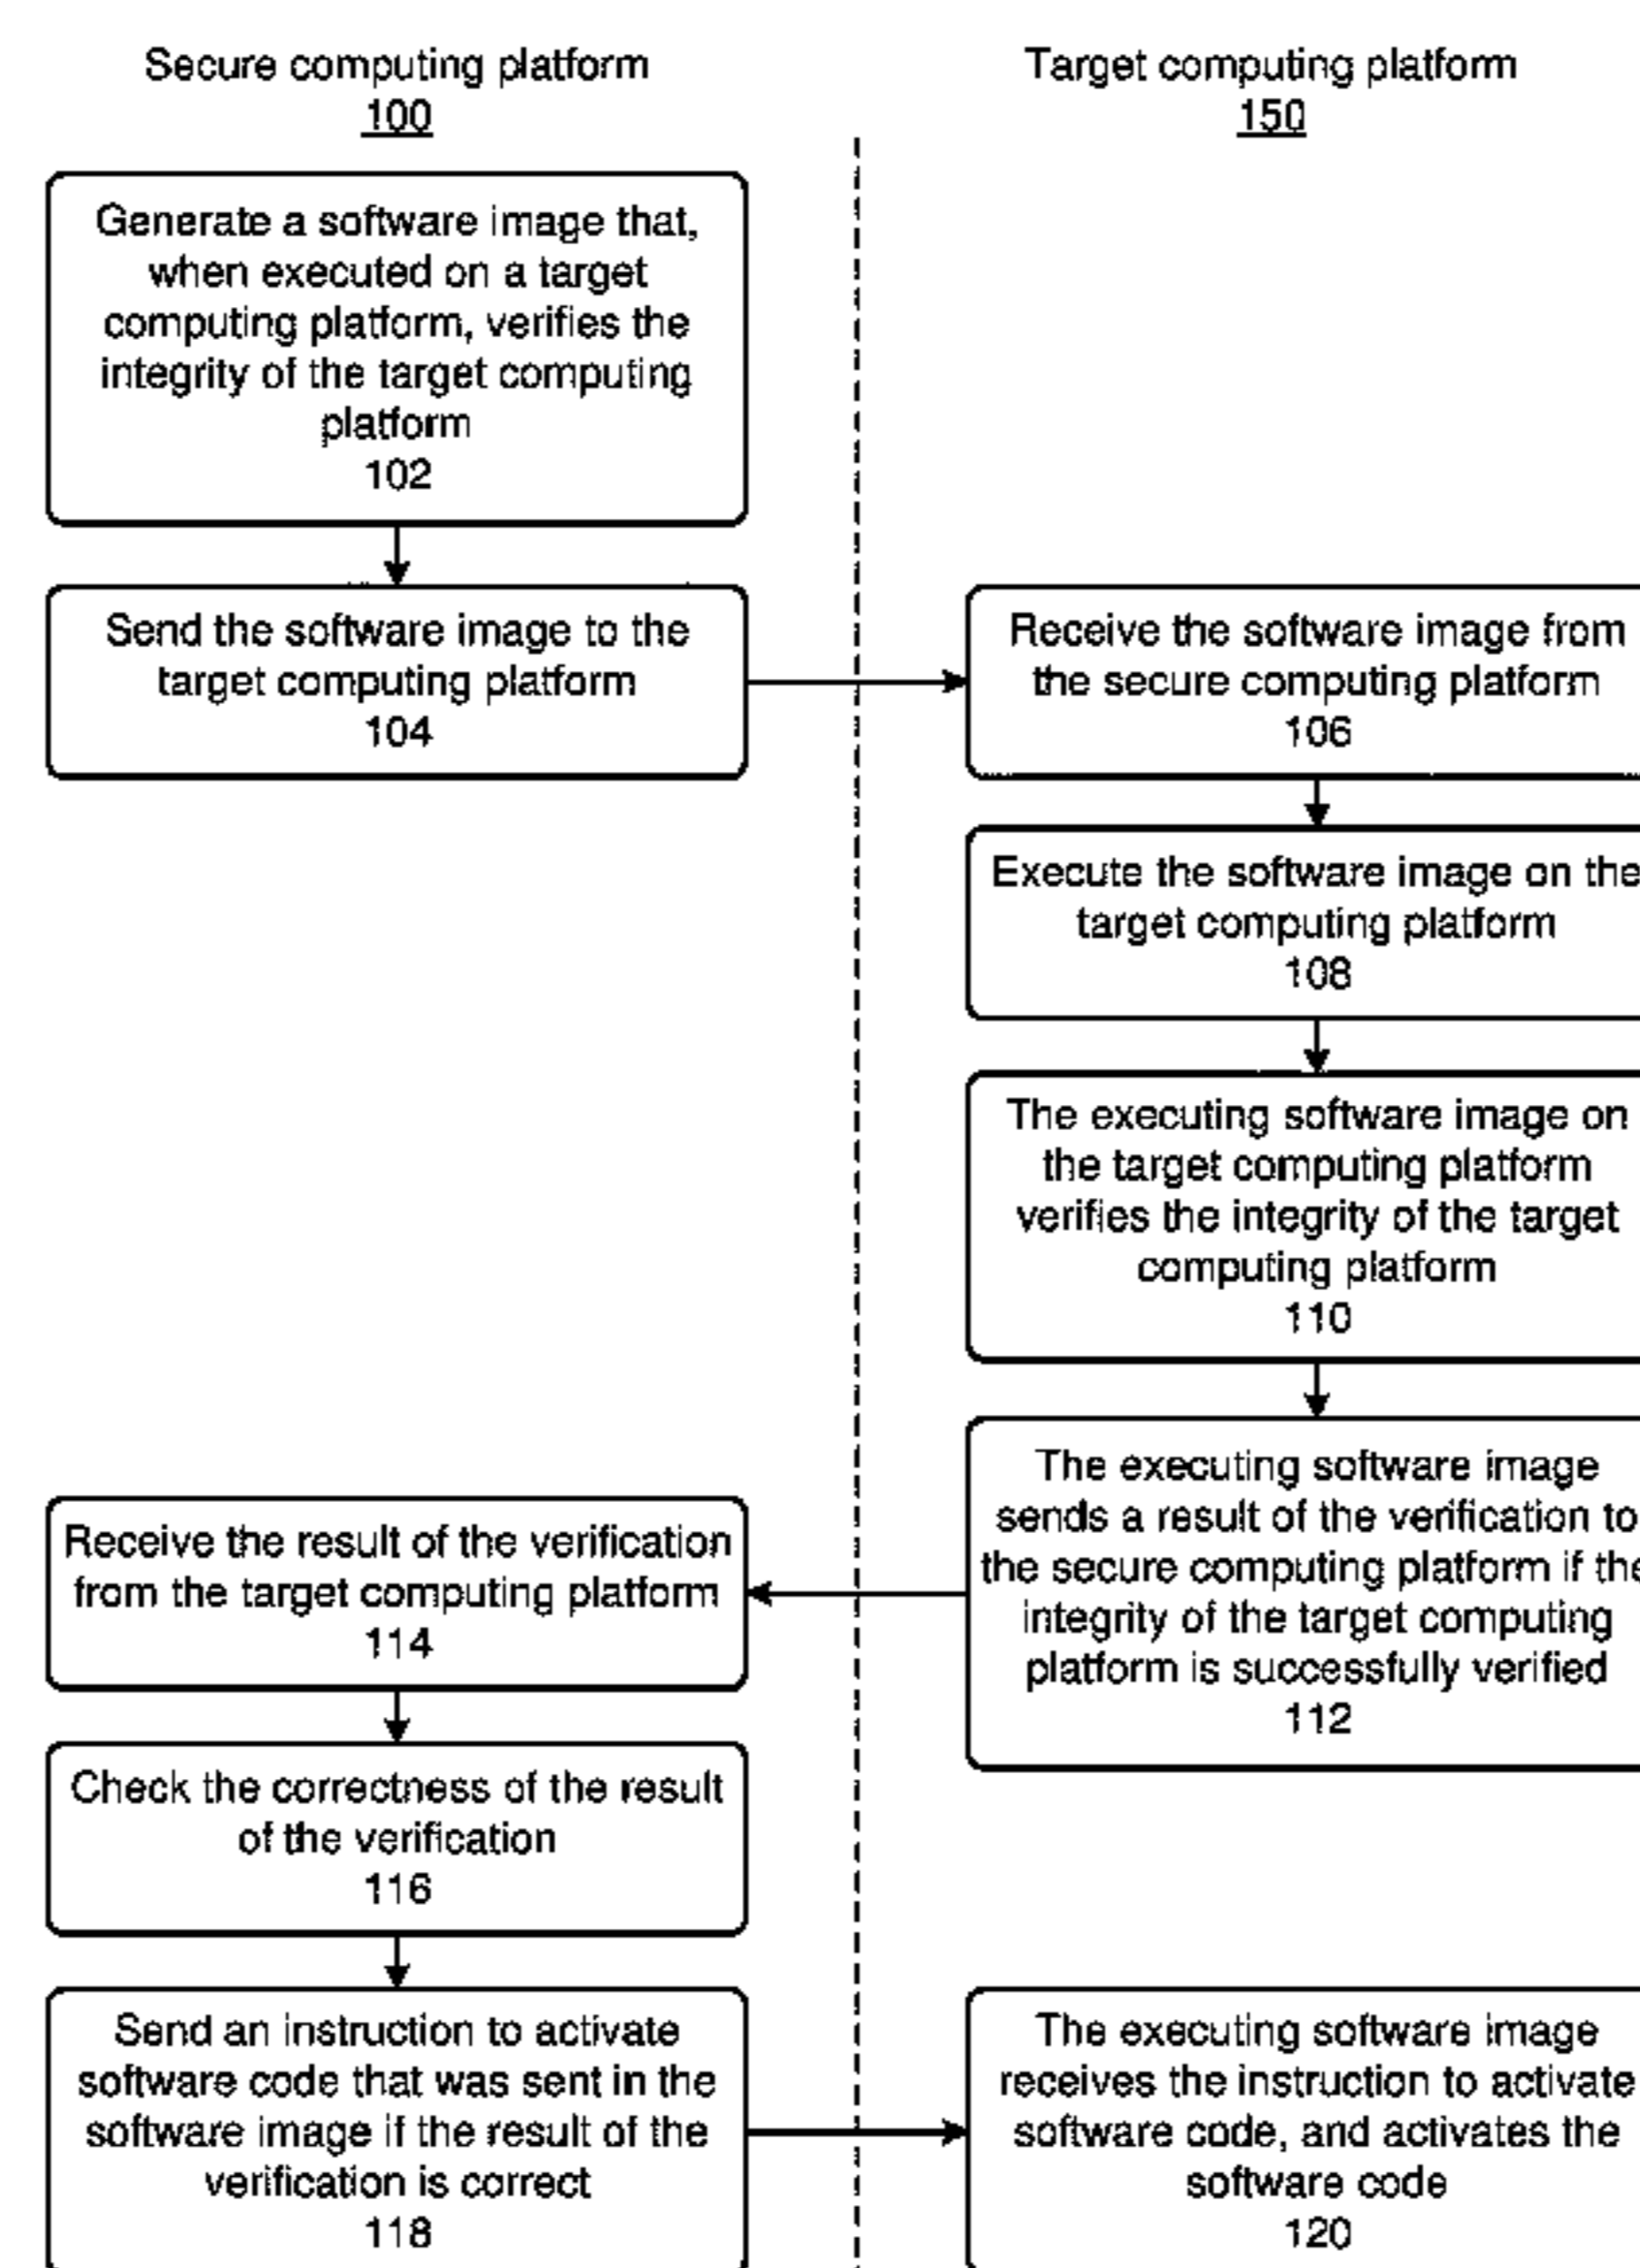 Secure computing platform
100
Target computing platform
150
Generate a software image that,
when executed on a target
computing platform, verifies the
integrity of the target computing
platform
102
Send the software image to the
target computing platform
104
Receive the software image from
the secure computing platform
106
Execute the software image on the
target computing platform
108
The executing software image on
the target computing platform
verifies the integrity of the target
computing platform
110
The executing software image
sends a result of the verification to
the secure computing platform if the
integrity of the target computing
platform is successfully verified
112
Receive the result of the verification
from the target computing platform
114
Check the correctness of the result
of the verification
116
Send an instruction to activate
software code that was sent in the
software image if the result of the
verification is correct
118
The executing software image
receives the instruction to activate
software code, and activates the
software code
120